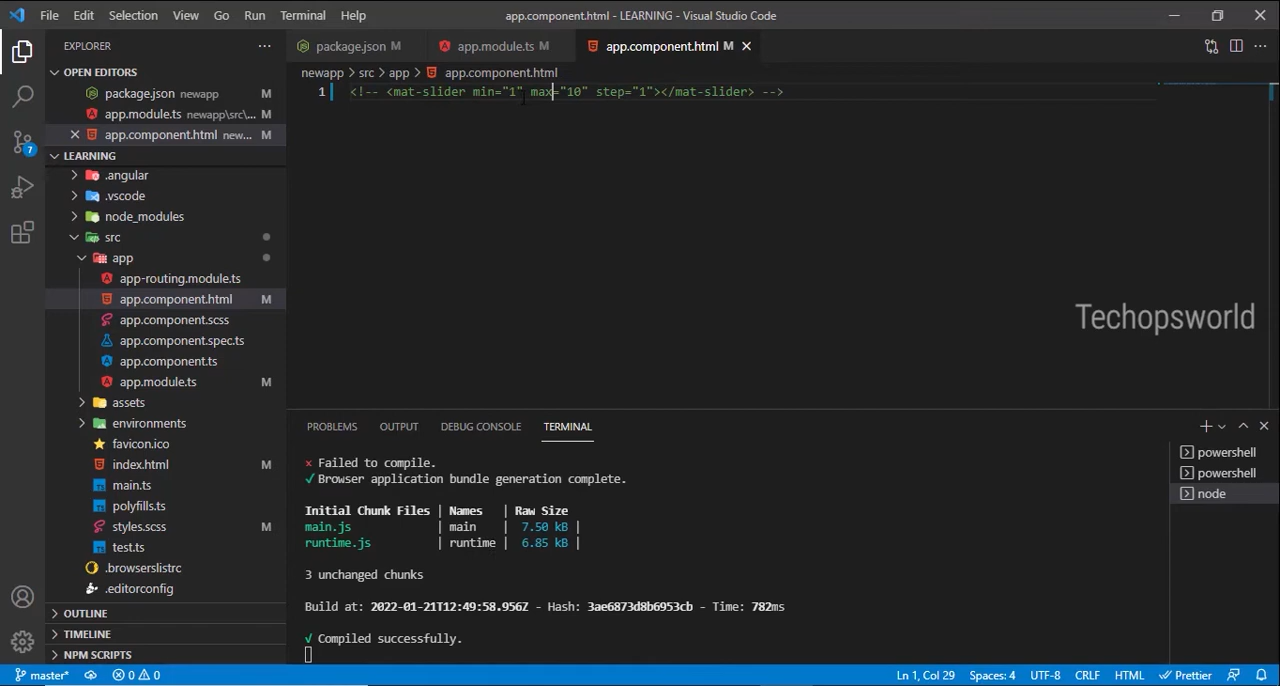 File Edit Selection View Go Run Terminal Help
app.component.html - LEARNING - Visual Studio Code
EXPLORER
package.json M
app.module.ts M
app.component.html M
OPEN EDITORS
newapp > src > app > app.component.html
package.json newapp M
app.module.ts newapp\src\... M
app.component.html new... M
1 <!-- <mat-slider min="1" max="10" step="1"></mat-slider> -->
7
LEARNING
.angular
.vscode
node_modules
src
app
app-routing.module.ts
app.component.html M
app.component.scss
app.component.spec.ts
app.component.ts
app.module.ts M
assets
environments
favicon.ico
index.html M
main.ts
polyfills.ts
styles.scss M
test.ts
.browserslistrc
.editorconfig
OUTLINE
TIMELINE
NPM SCRIPTS
Techopsworld
PROBLEMS OUTPUT DEBUG CONSOLE TERMINAL
powershell
powershell
node
× Failed to compile.
√ Browser application bundle generation complete.
Initial Chunk Files | Names | Raw Size
main.js | main | 7.50 kB |
runtime.js | runtime | 6.85 kB |
3 unchanged chunks
Build at: 2022-01-21T12:49:58.956Z - Hash: 3ae6873d8b6953cb - Time: 782ms
√ Compiled successfully.
master* 0 0 Ln 1, Col 29 Spaces: 4 UTF-8 CRLF HTML Prettier